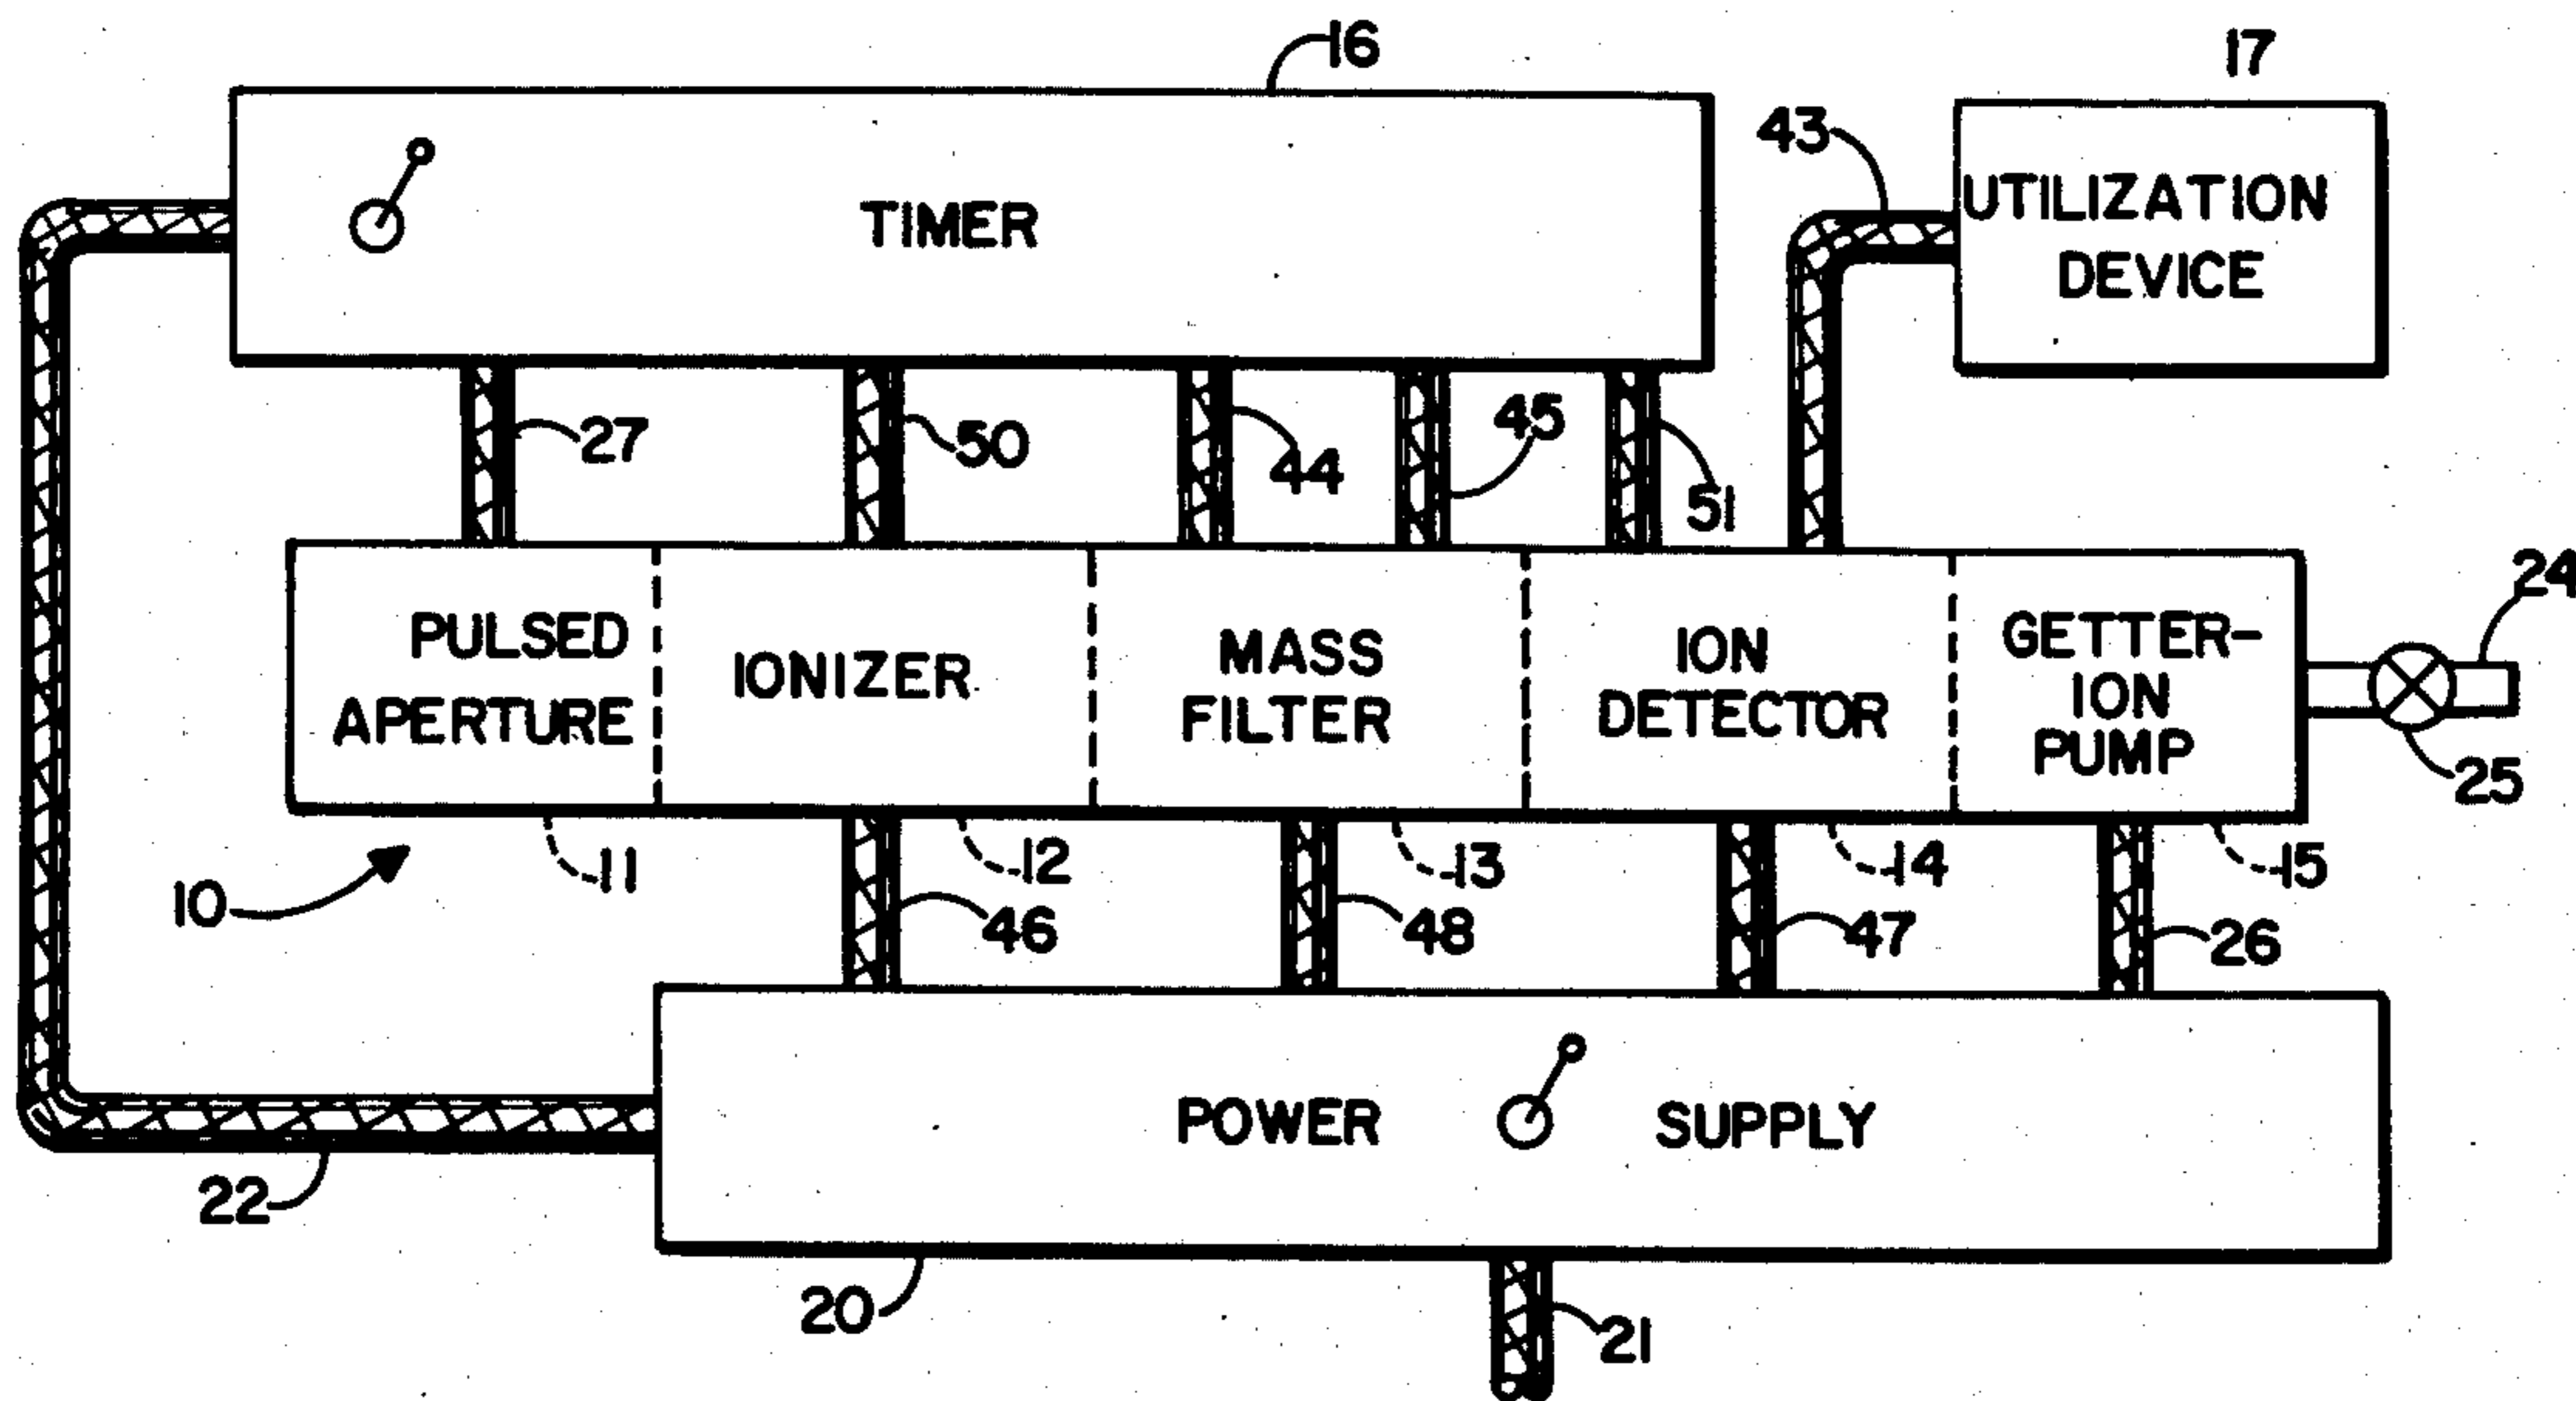 16
17
43
TIMER
UTILIZATION
DEVICE
27
50
44
45
51
24
PULSED
APERTURE
IONIZER
MASS
FILTER
ION
DETECTOR
GETTER-
ION
PUMP
25
10
11
12
13
14
15
46
48
47
26
22
POWER SUPPLY
20
21